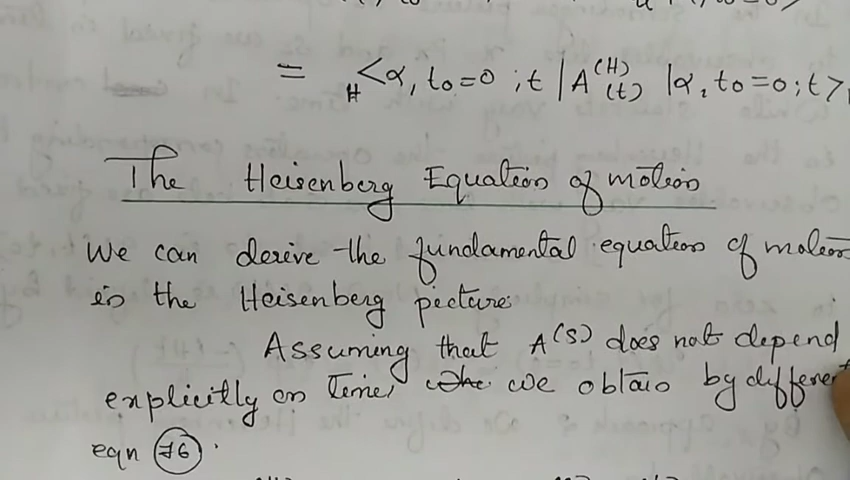 = H<α, t₀=0 ; t | A^(H) (t) | α, t₀=0 ; t>
The Heisenberg Equation of motion
We can derive the fundamental equation of motion
in the Heisenberg picture
Assuming that A^(S) does not depend
explicitly on time, we obtain by differen
eqn 76.